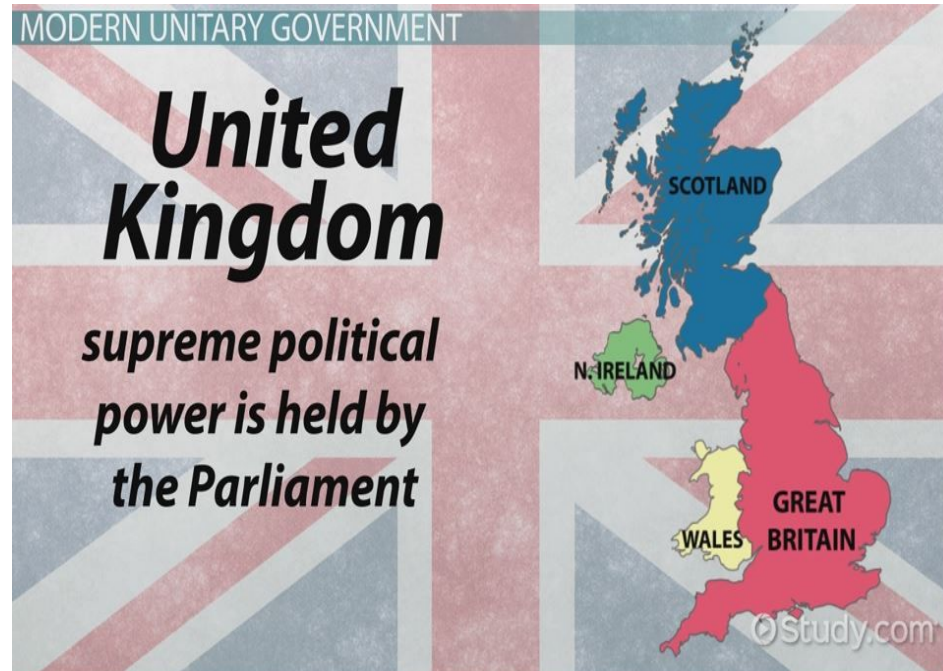 MODERN UNITARY GOVERNMENT
United
Kingdom
supreme political
power is held by
the Parliament
SCOTLAND
N. IRELAND
WALES
GREAT
BRITAIN
Study.com